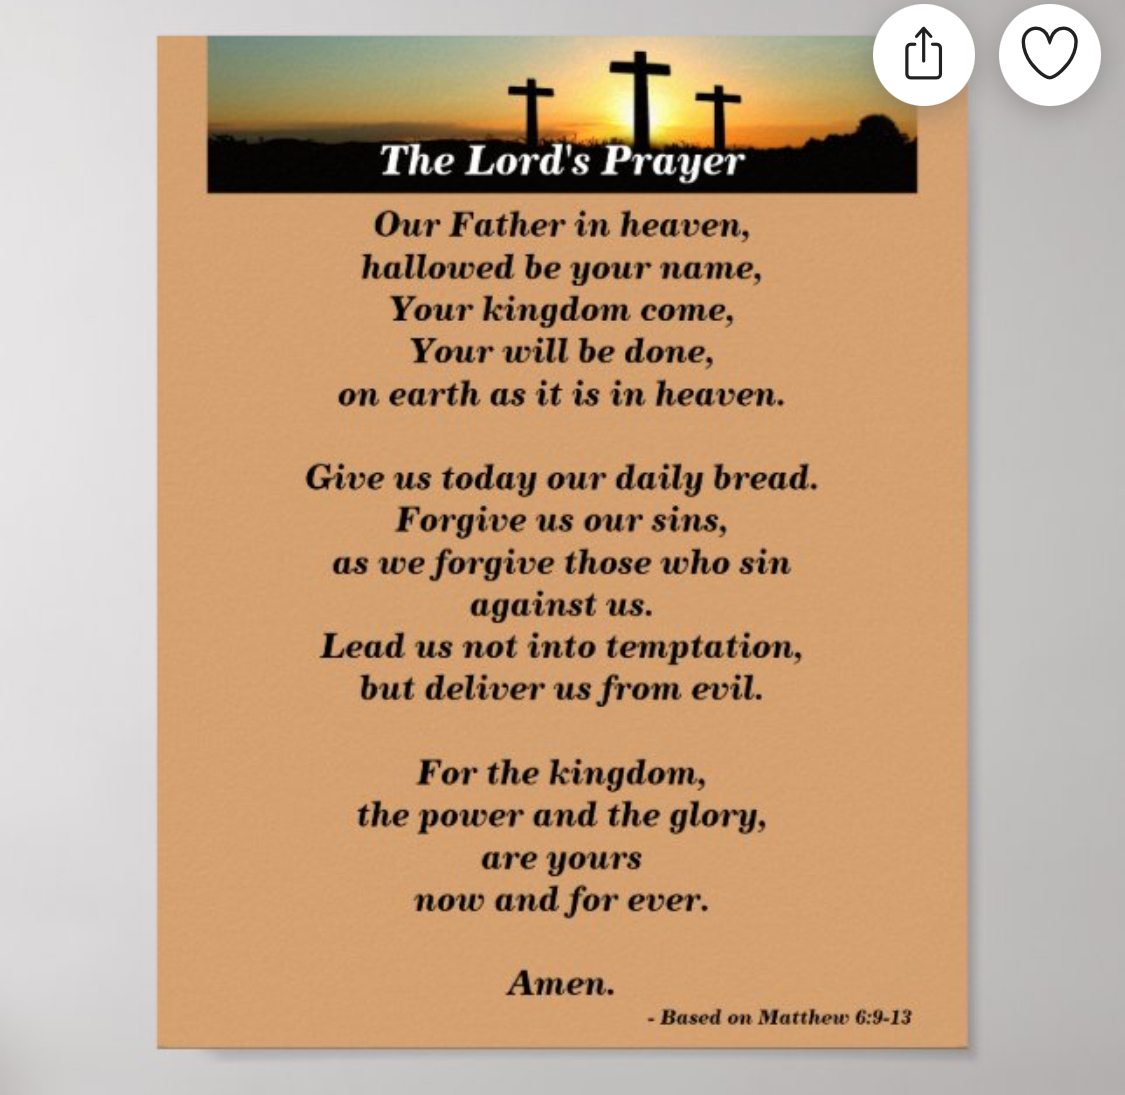 The Lord's Prayer
Our Father in heaven,
hallowed be your name,
Your kingdom come,
Your will be done,
on earth as it is in heaven.
Give us today our daily bread.
Forgive us our sins,
as we forgive those who sin
against us.
Lead us not into temptation,
but deliver us from evil.
For the kingdom,
the power and the glory,
are yours
now and for ever.
Amen.
- Based on Matthew 6:9-13